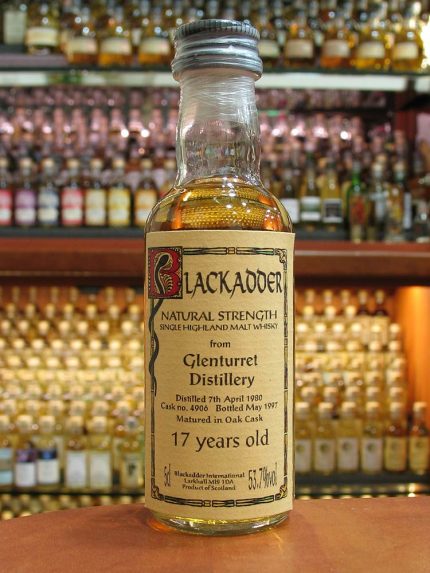 BLACKADDER
NATURAL STRENGTH
SINGLE HIGHLAND MALT WHISKY
from
Glenturret
Distillery
Distilled 7th April 1980
Cask no. 4906 Bottled May 1997
Matured in Oak Cask
17 years old
5cl
Blackadder International
Larkhall ML9 1DA
Product of Scotland
53.7%vol